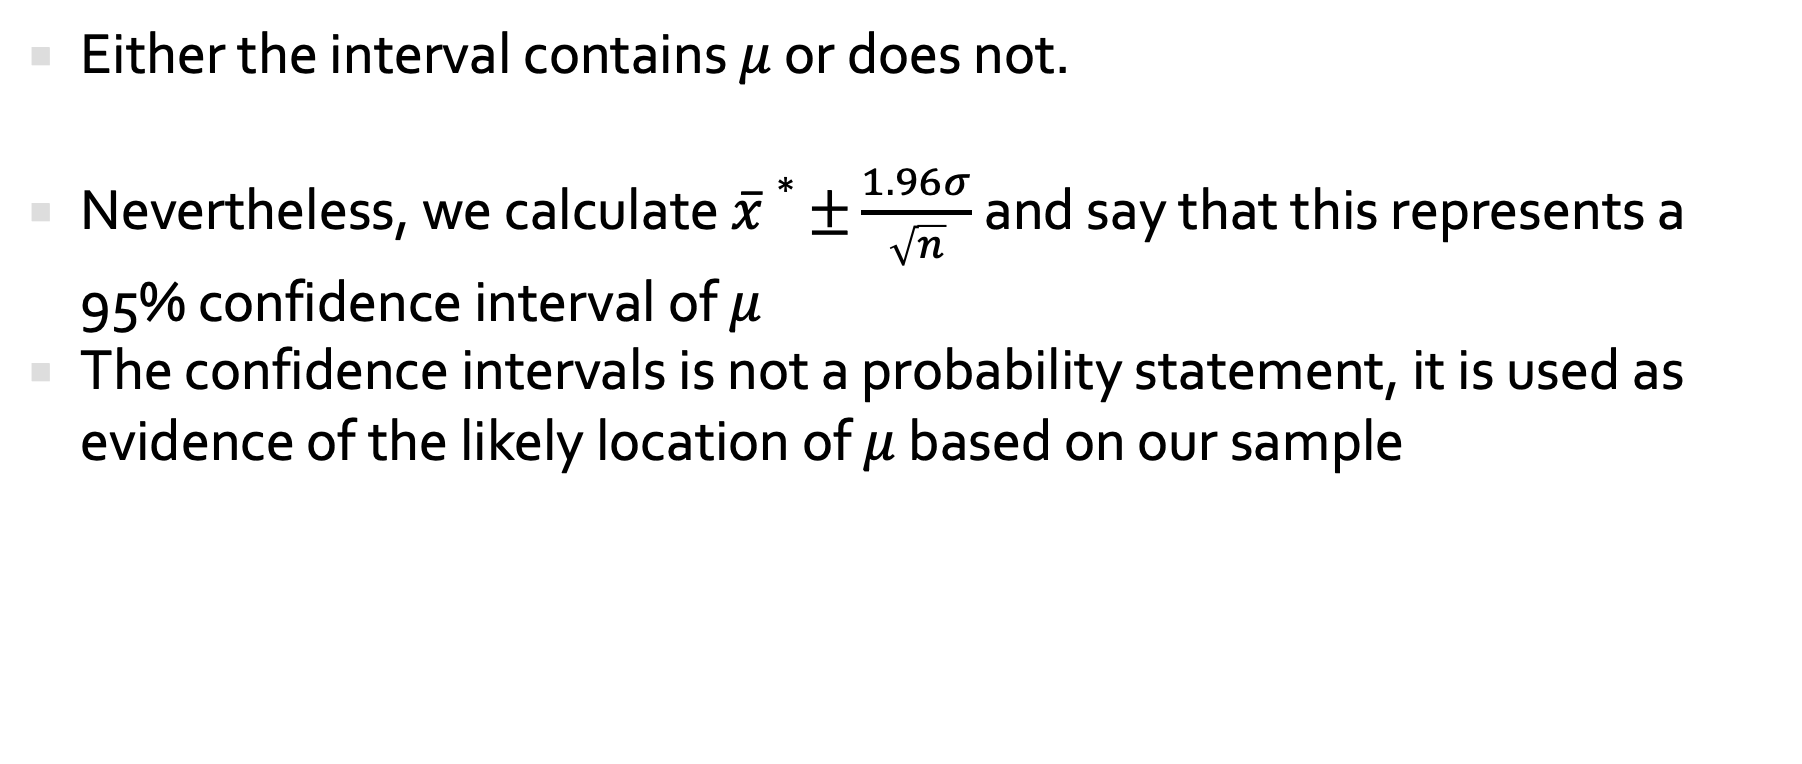 Either the interval contains μ or does not.
Nevertheless, we calculate x̄ * ± 1.96σ/√n and say that this represents a
95% confidence interval of μ
The confidence intervals is not a probability statement, it is used as
evidence of the likely location of μ based on our sample